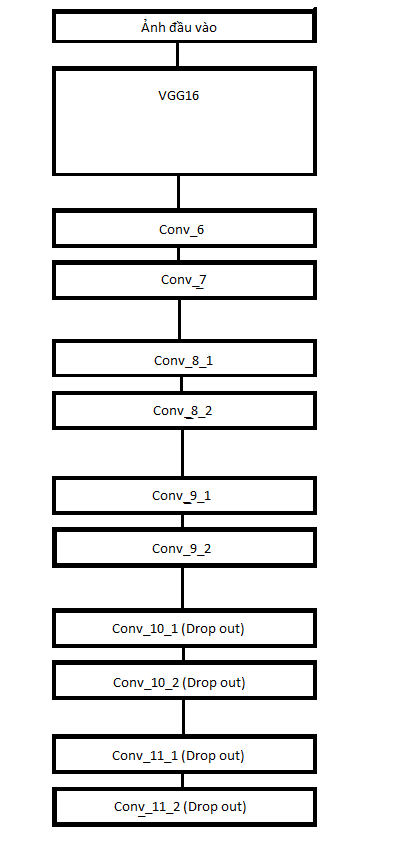 Ảnh đầu vào
VGG16
Conv_6
Conv_7
Conv_8_1
Conv_8_2
Conv_9_1
Conv_9_2
Conv_10_1 (Drop out)
Conv_10_2 (Drop out)
Conv_11_1 (Drop out)
Conv_11_2 (Drop out)